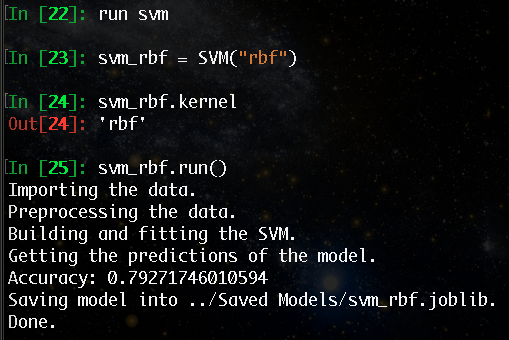 In [22]: run svm
In [23]: svm_rbf = SVM("rbf")
In [24]: svm_rbf.kernel
Out[24]: 'rbf'
In [25]: svm_rbf.run()
Importing the data.
Preprocessing the data.
Building and fitting the SVM.
Getting the predictions of the model.
Accuracy: 0.79271746010594
Saving model into ../Saved Models/svm_rbf.joblib.
Done.